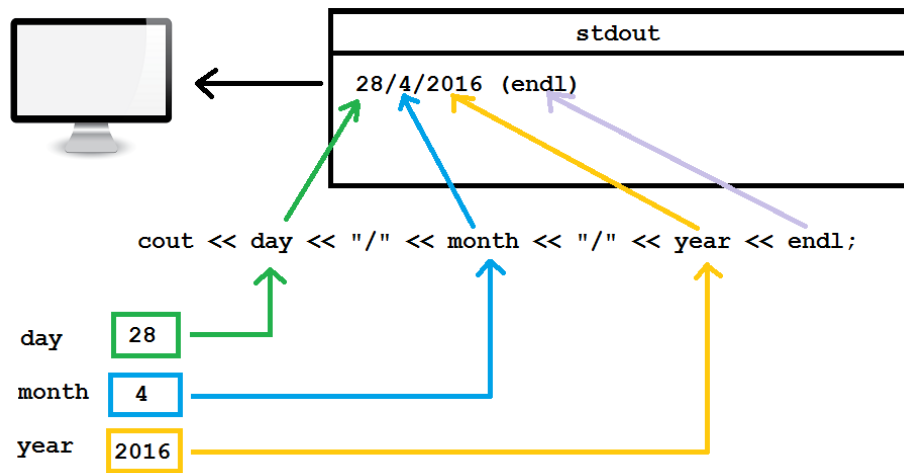 stdout
28/4/2016 (endl)
cout << day << "/" << month << "/" << year << endl;
day 28
month 4
year 2016